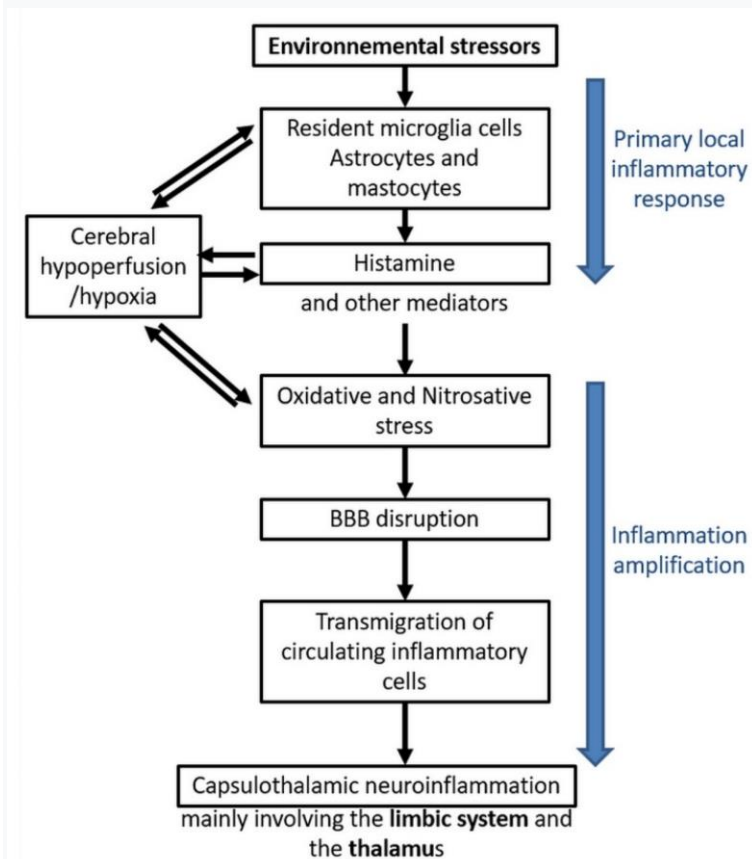 Environnemental stressors
Resident microglia cells
Astrocytes and
mastocytes
Primary local
inflammatory
response
Cerebral
hypoperfusion
/hypoxia
Histamine
and other mediators
Oxidative and Nitrosative
stress
BBB disruption
Inflammation
amplification
Transmigration of
circulating inflammatory
cells
Capsulothalamic neuroinflammation
mainly involving the limbic system and
the thalamus